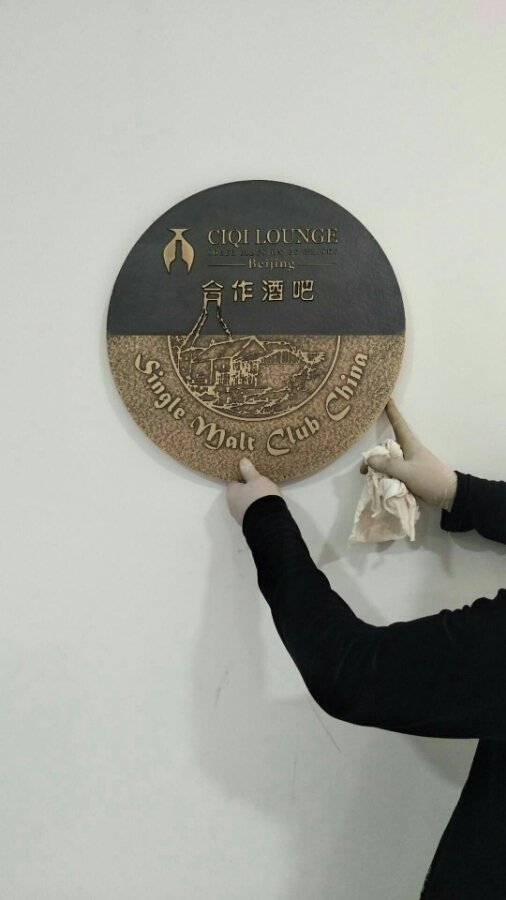 CIQI LOUNGE
Beijing
合作酒吧
Single Malt Club China